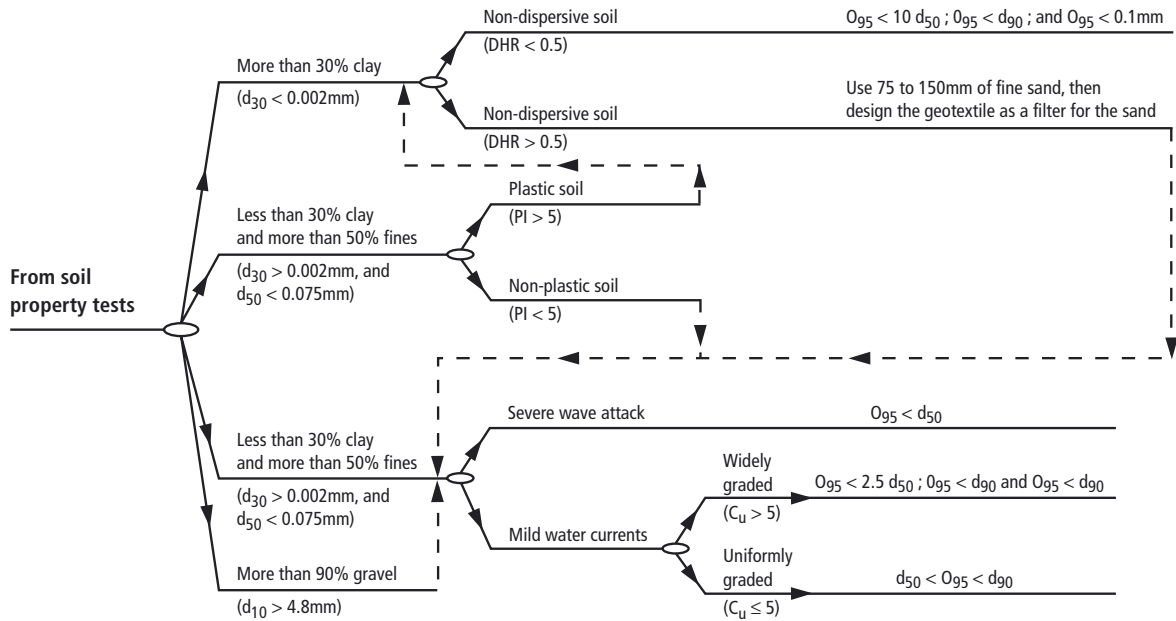 From soil
property tests
More than 30% clay
(d30 < 0.002mm)
Non-dispersive soil
(DHR < 0.5)
O95 < 10 d50 ; 095 < d90 ; and O95 < 0.1mm
Non-dispersive soil
(DHR > 0.5)
Use 75 to 150mm of fine sand, then
design the geotextile as a filter for the sand
Less than 30% clay
and more than 50% fines
(d30 > 0.002mm, and
d50 < 0.075mm)
Plastic soil
(PI > 5)
Non-plastic soil
(PI < 5)
Less than 30% clay
and more than 50% fines
(d30 > 0.002mm, and
d50 < 0.075mm)
Severe wave attack
O95 < d50
Mild water currents
Widely
graded
(Cu > 5)
O95 < 2.5 d50 ; 095 < d90 and O95 < d90
Uniformly
graded
(Cu ≤ 5)
d50 < O95 < d90
More than 90% gravel
(d10 > 4.8mm)